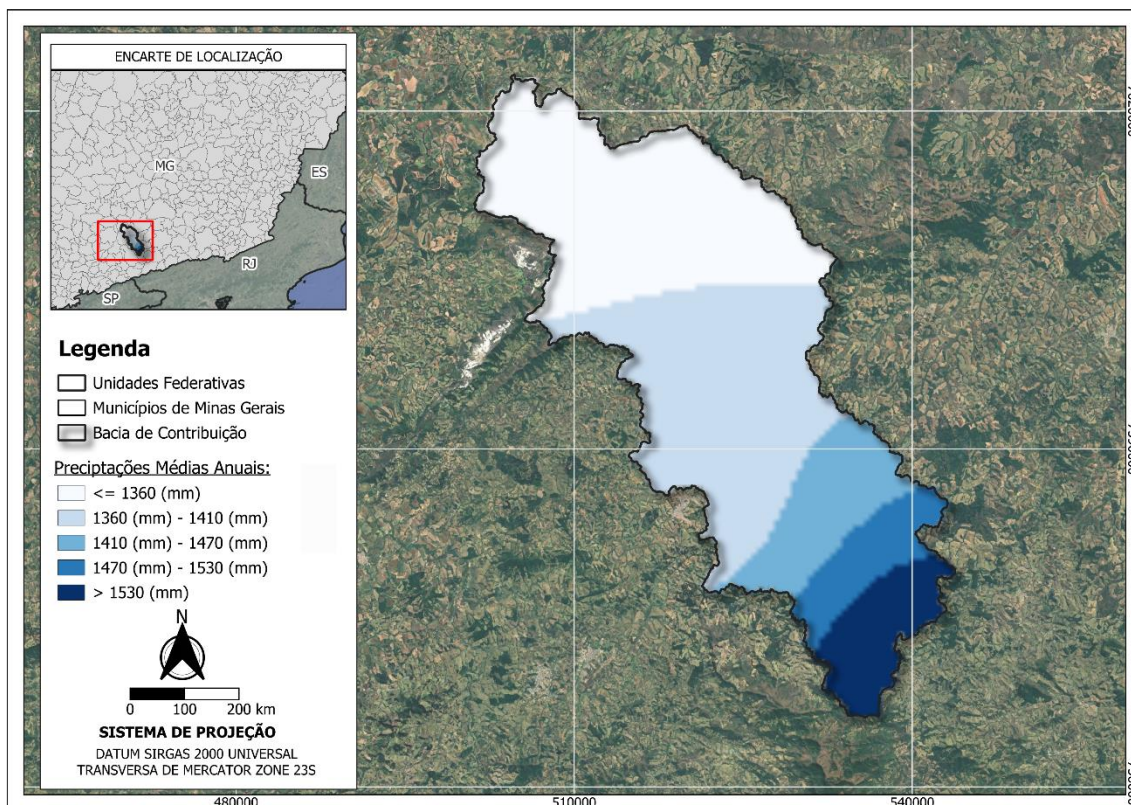 ENCARTE DE LOCALIZAÇÃO
MG
ES
RJ
SP
Legenda
Unidades Federativas
Municípios de Minas Gerais
Bacia de Contribuição
Preciptações Médias Anuais:
<= 1360 (mm)
1360 (mm) - 1410 (mm)
1410 (mm) - 1470 (mm)
1470 (mm) - 1530 (mm)
> 1530 (mm)
N
0 100 200 km
SISTEMA DE PROJEÇÃO
DATUM SIRGAS 2000 UNIVERSAL
TRANSVERSA DE MERCATOR ZONE 23S
480000 510000 540000